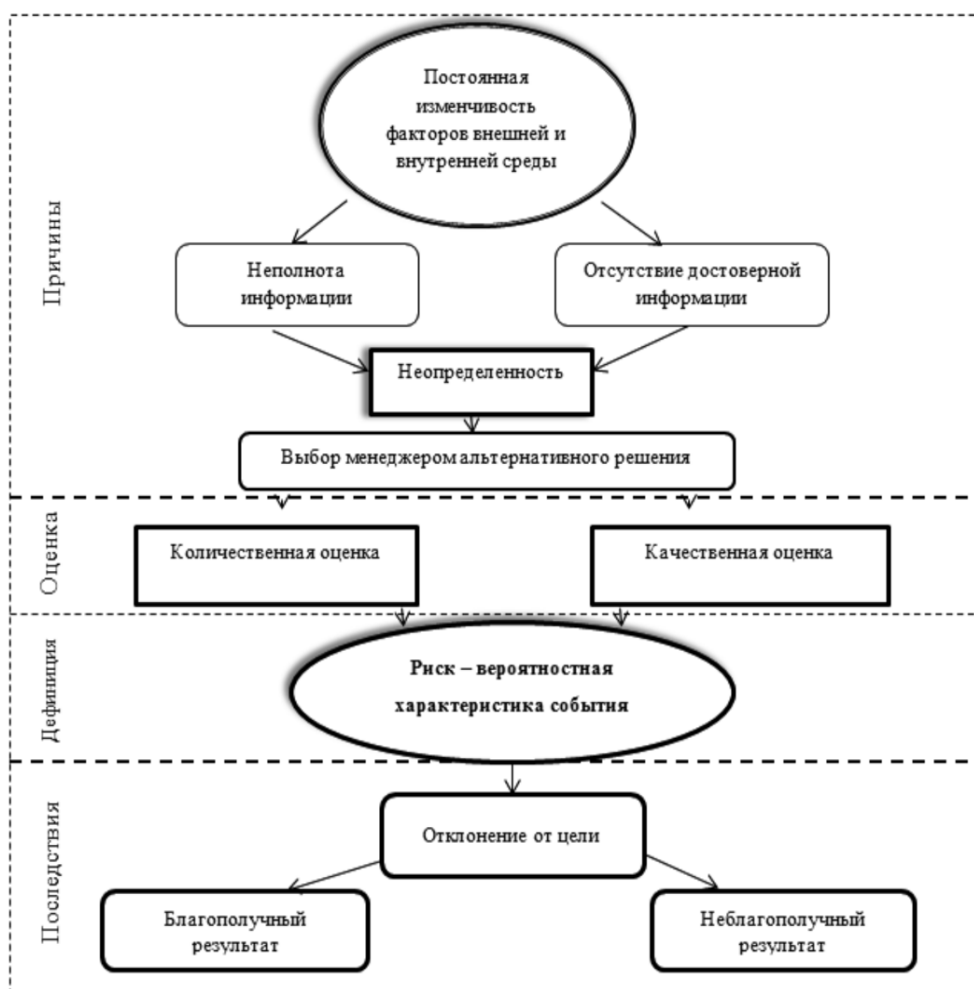 Причины
Постоянная
изменчивость
факторов внешней и
внутренней среды
Неполнота
информации
Отсутствие достоверной
информации
Неопределенность
Выбор менеджером альтернативного решения
Оценка
Количественная оценка
Качественная оценка
Дефиниция
Риск – вероятностная
характеристика события
Последствия
Отклонение от цели
Благополучный
результат
Неблагополучный
результат